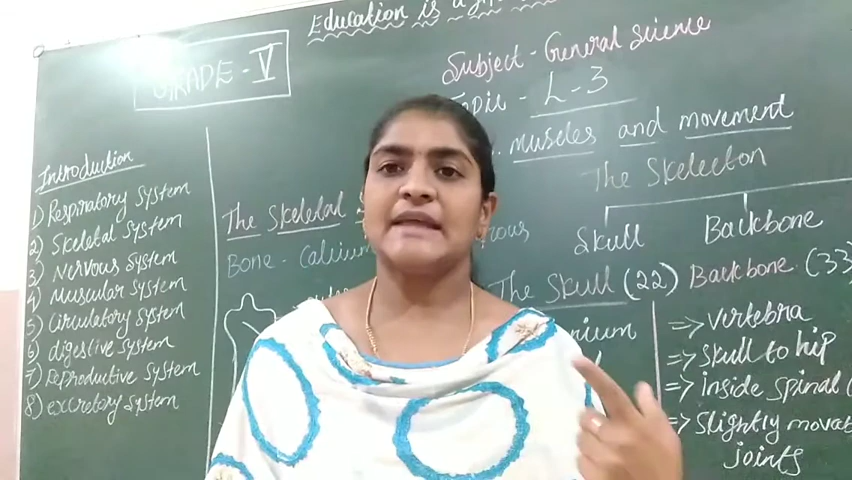 Education is a
GRADE - V
Subject - General science
Topic - L-3
muscles and movement
The Skelecton
Skull
Backbone
Introduction
1) Respiratory system
2) Skeletal system
3) Nervous system
4) Muscular system
5) Circulatory system
6) digestive system
7) Reproductive system
8) excretory system
The Skeletal
Bone - Calcium
The Skull (22)
Backbone. (33)
=> vertebra
=> Skull to hip
=> Inside spinal
=> Slightly
joints